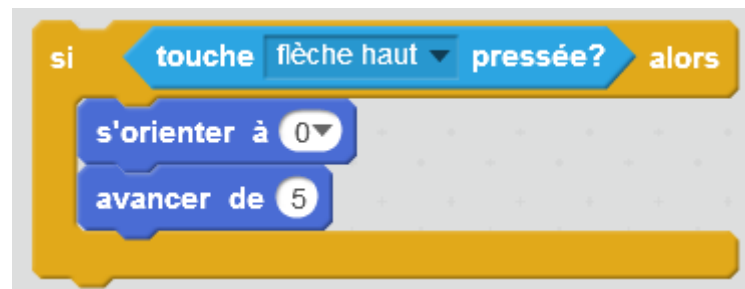 si touche flèche haut pressée? alors
s'orienter à 0
avancer de 5